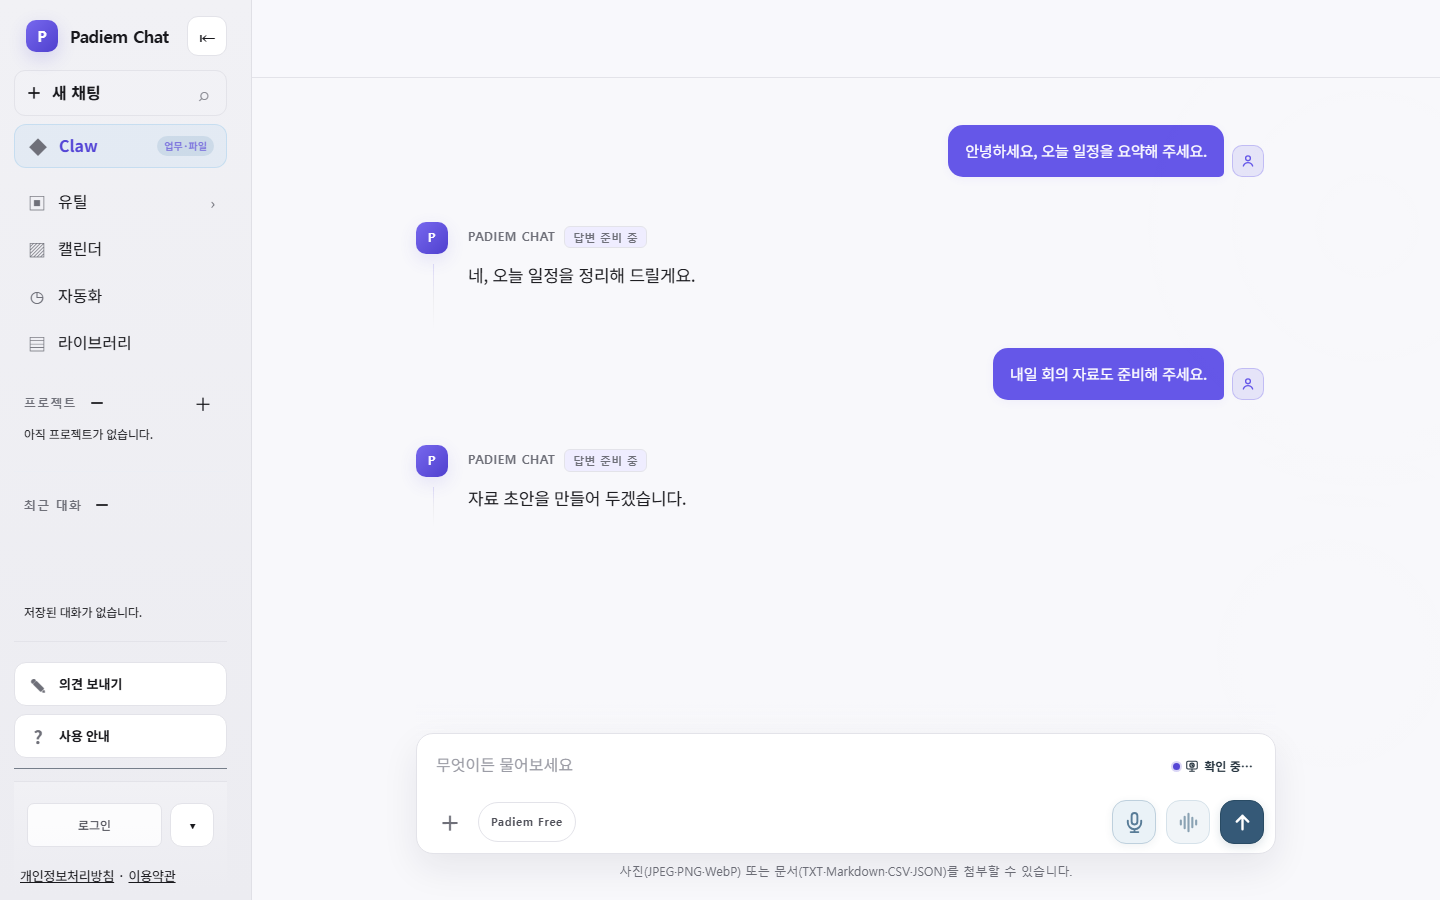 P Padiem Chat
+ 새 채팅
Claw 업무·파일
유틸
캘린더
자동화
라이브러리
프로젝트
아직 프로젝트가 없습니다.
최근 대화
저장된 대화가 없습니다.
의견 보내기
? 사용 안내
로그인
개인정보처리방침 · 이용약관
안녕하세요, 오늘 일정을 요약해 주세요.
P PADIEM CHAT 답변 준비 중
네, 오늘 일정을 정리해 드릴게요.
내일 회의 자료도 준비해 주세요.
P PADIEM CHAT 답변 준비 중
자료 초안을 만들어 두겠습니다.
무엇이든 물어보세요
확인 중…
Padiem Free
사진(JPEG·PNG·WebP) 또는 문서(TXT·Markdown·CSV·JSON)를 첨부할 수 있습니다.